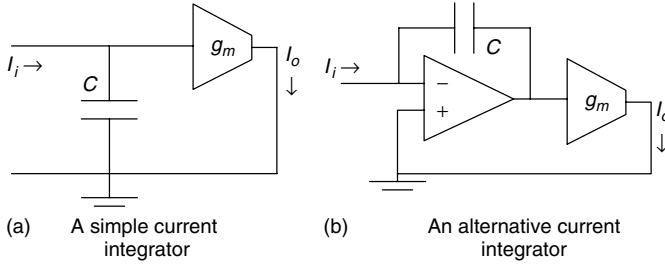 g_m
I_i →
C
I_o
↓
(a) A simple current
integrator
C
I_i →
−
+
g_m
I_o
↓
(b) An alternative current
integrator